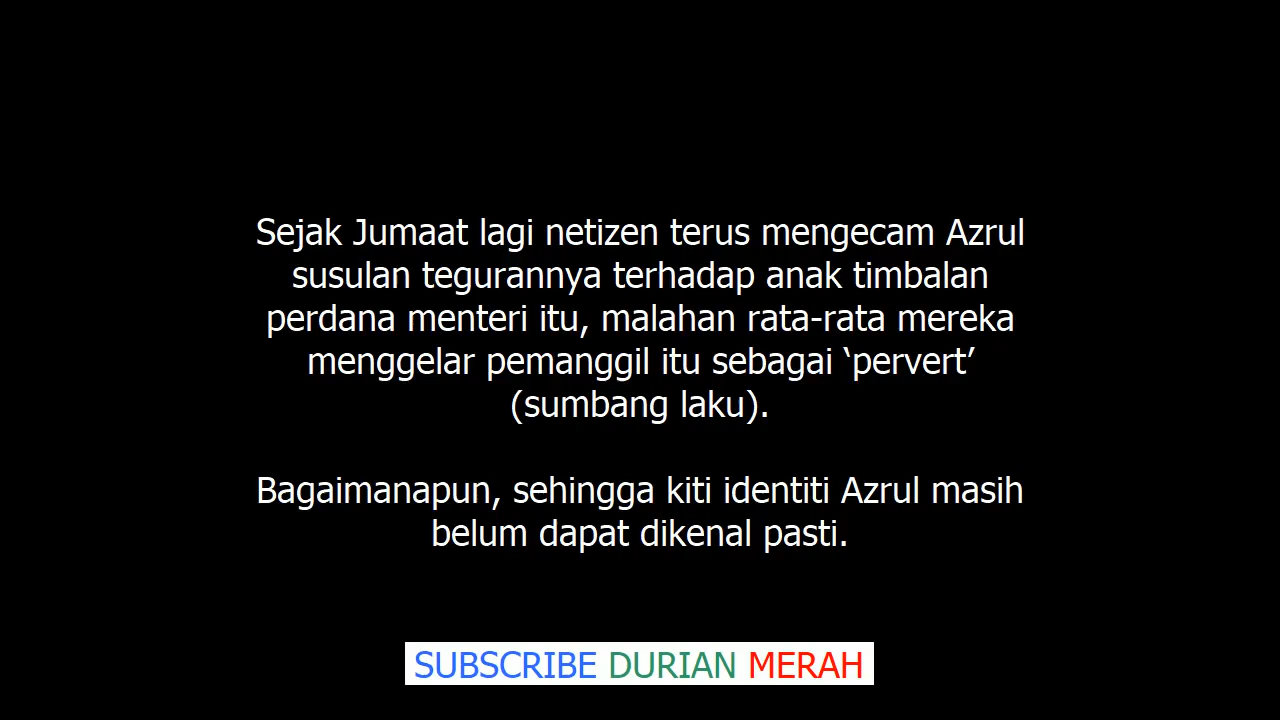 Sejak Jumaat lagi netizen terus mengecam Azrul
susulan tegurannya terhadap anak timbalan
perdana menteri itu, malahan rata-rata mereka
menggelar pemanggil itu sebagai ‘pervert’
(sumbang laku).
Bagaimanapun, sehingga kiti identiti Azrul masih
belum dapat dikenal pasti.
SUBSCRIBE DURIAN MERAH